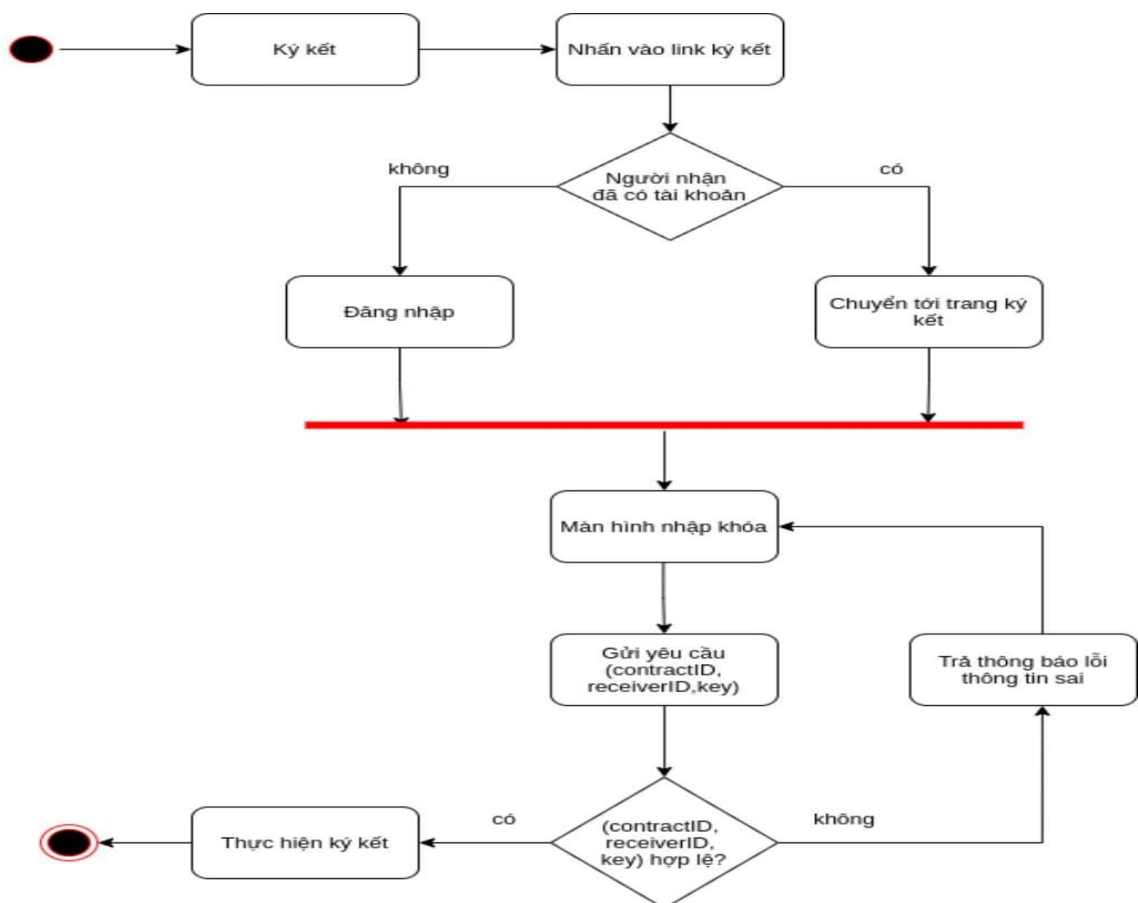 Ký kết
Nhấn vào link ký kết
không
Người nhận
đã có tài khoản
có
Đăng nhập
Chuyển tới trang ký
kết
Màn hình nhập khóa
Gửi yêu cầu
(contractID,
receiverID,key)
Trả thông báo lỗi
thông tin sai
Thực hiện ký kết
có
(contractID,
receiverID,
key) hợp lệ?
không